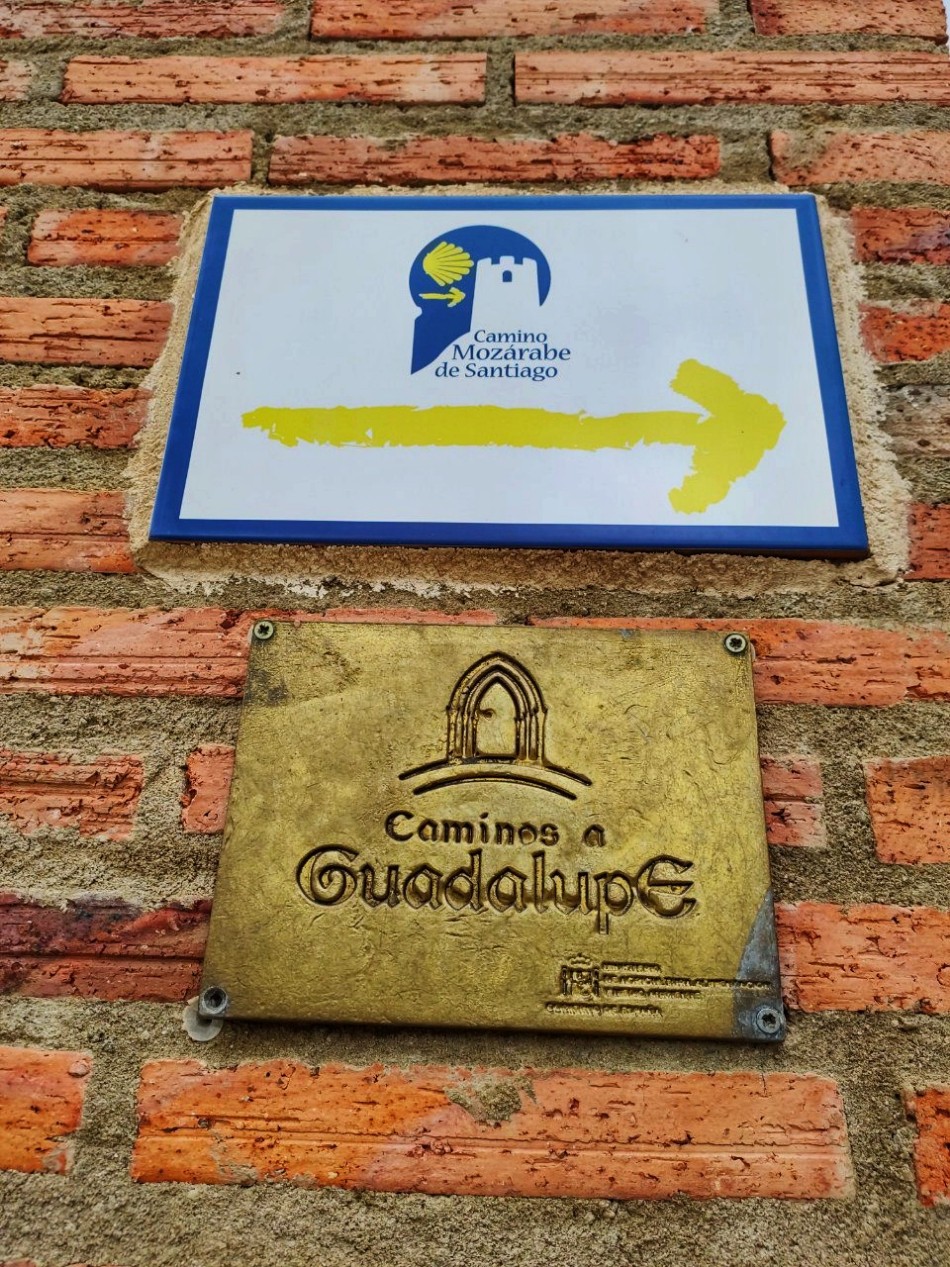 Camino
Mozárabe
de Santiago
Caminos a
Guadalupe